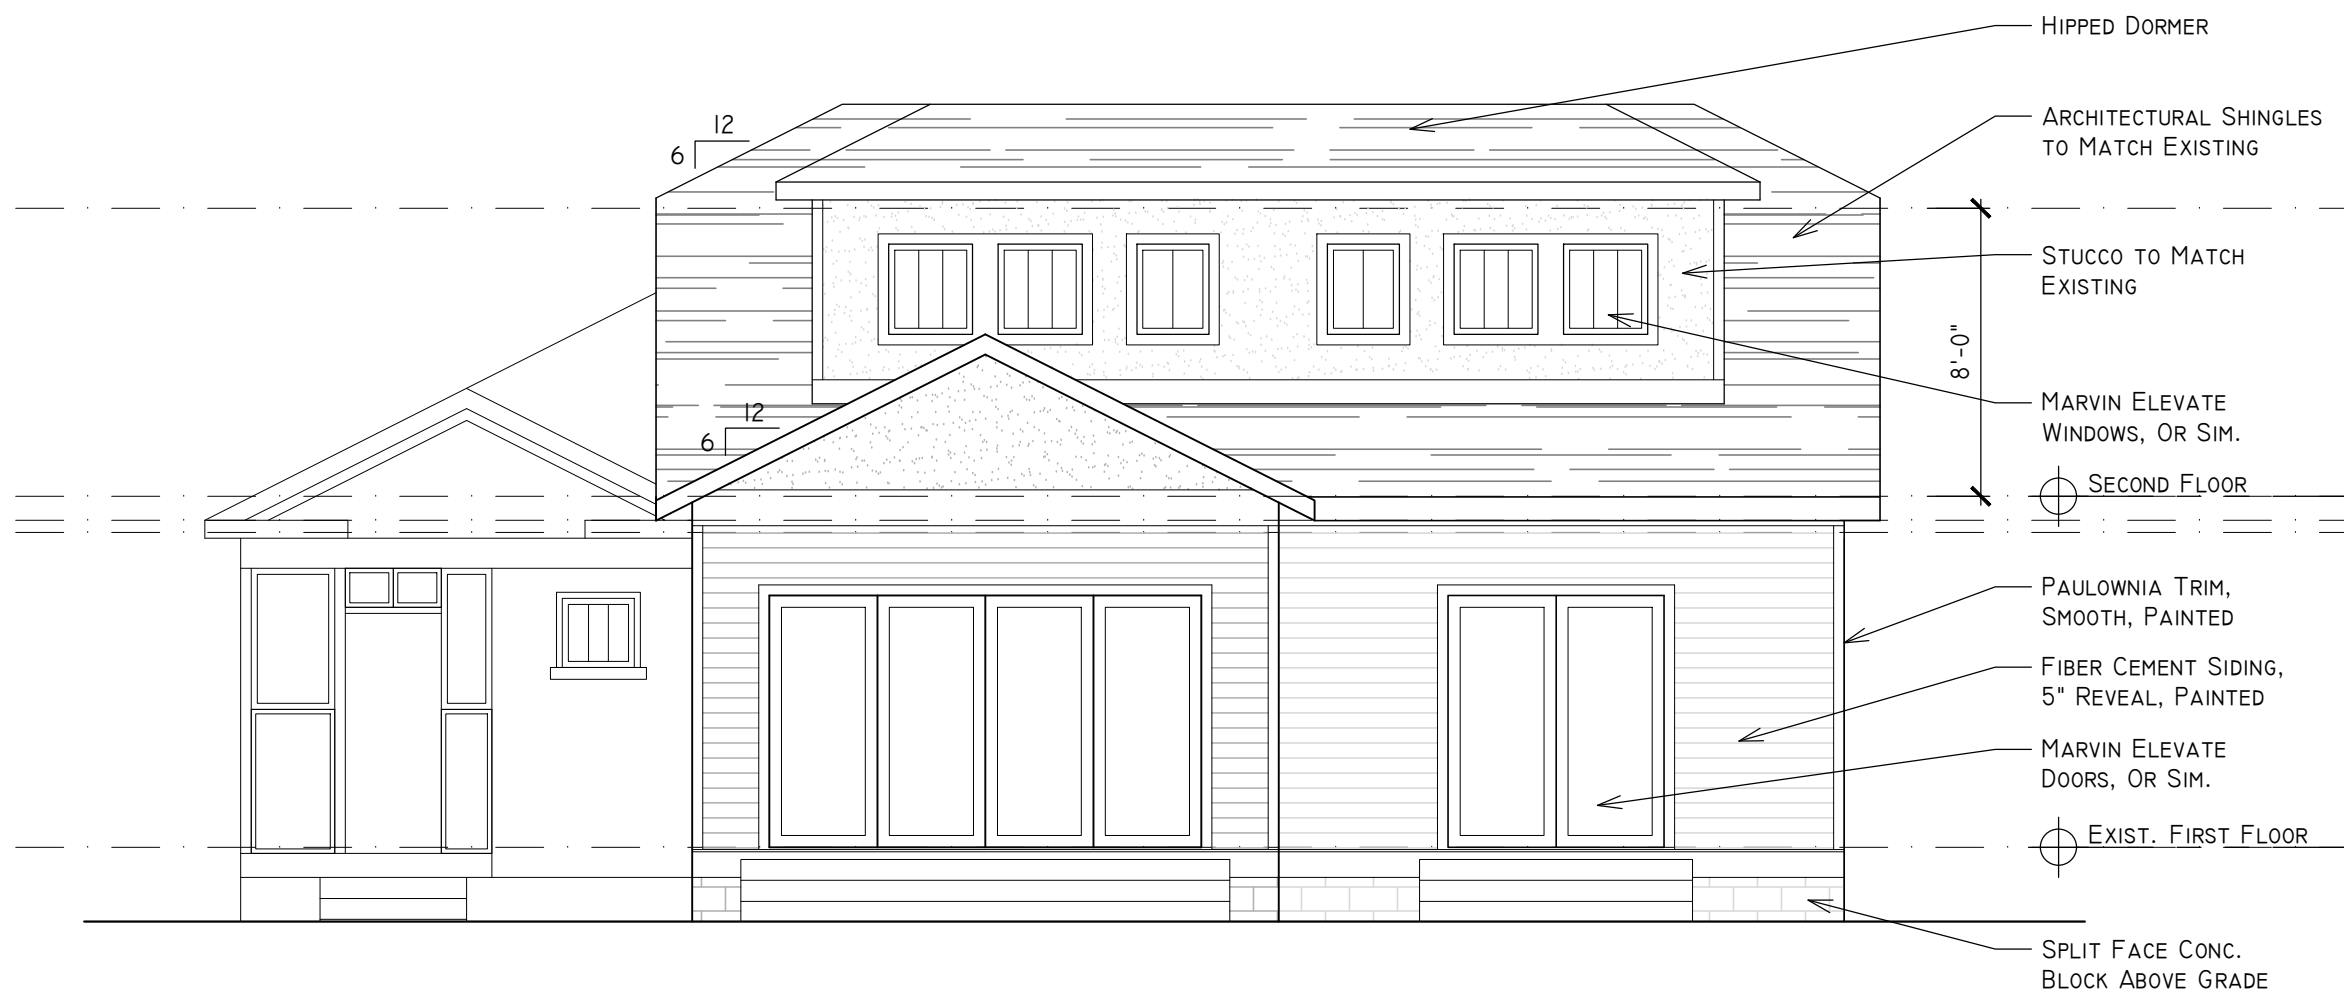 Hipped Dormer
12
6
Architectural Shingles
to Match Existing
Stucco to Match
Existing
8'-0"
Marvin Elevate
Windows, Or Sim.
12
6
Second Floor
Paulownia Trim,
Smooth, Painted
Fiber Cement Siding,
5" Reveal, Painted
Marvin Elevate
Doors, Or Sim.
Exist. First Floor
Split Face Conc.
Block Above Grade